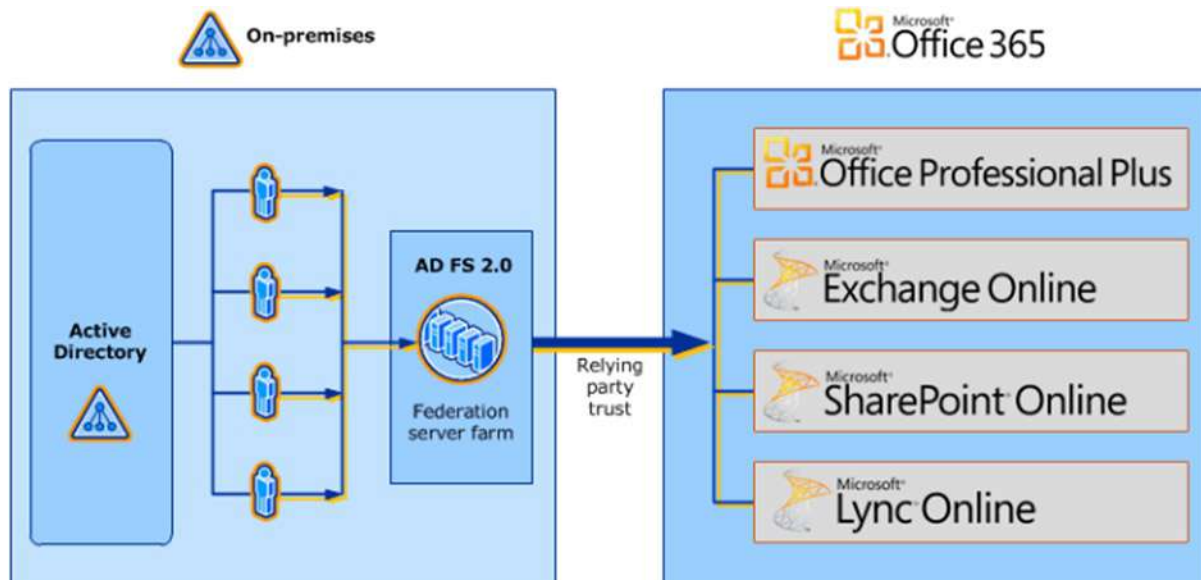 On-premises
Microsoft®
Office 365
Active
Directory
AD FS 2.0
Federation
server farm
Relying
party
trust
Microsoft®
Office Professional Plus
Microsoft®
Exchange Online
Microsoft®
SharePoint® Online
Microsoft®
Lync® Online